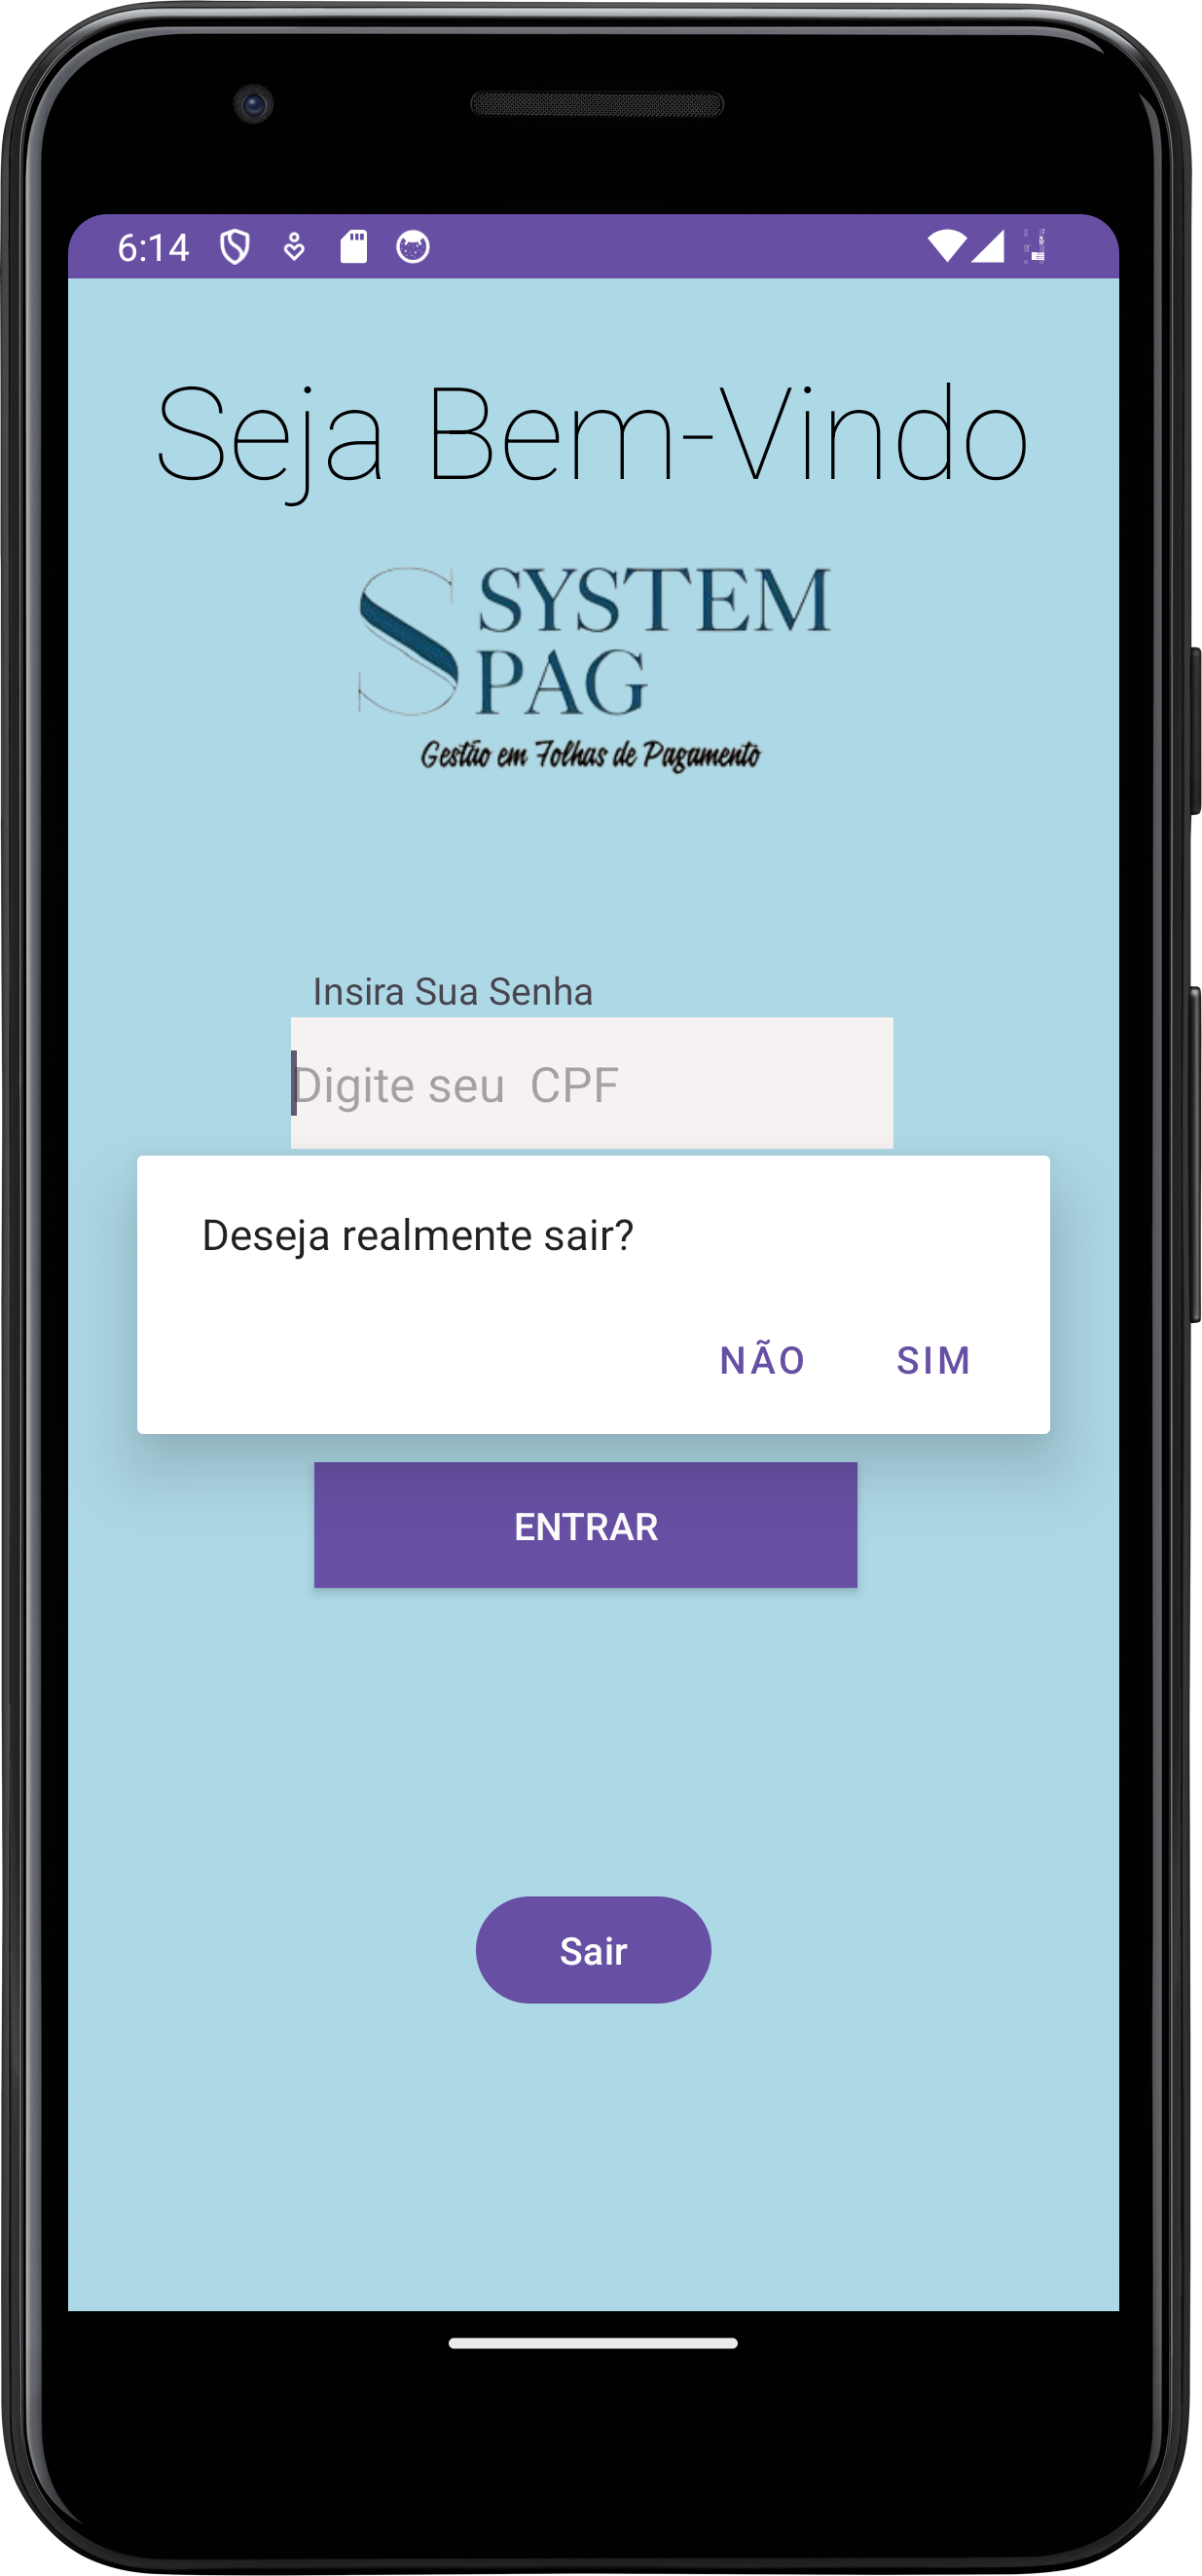 6:14
Seja Bem-Vindo
SYSTEM
PAG
Gestão em Folhas de Pagamento
Insira Sua Senha
Digite seu  CPF
Deseja realmente sair?
NÃO SIM
ENTRAR
Sair